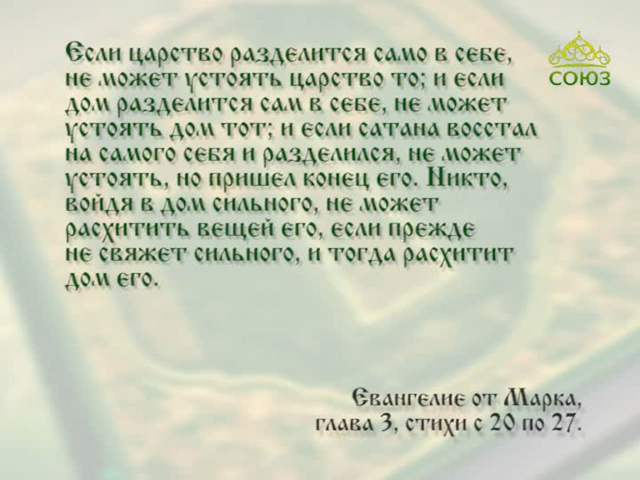 Если царство разделится само в себе,
не может устоять царство то; и если
дом разделится сам в себе, не может
устоять дом тот; и если сатана восстал
на самого себя и разделился, не может
устоять, но пришел конец его. Никто,
войдя в дом сильного, не может
расхитить вещей его, если прежде
не свяжет сильного, и тогда расхитит
дом его.
СОЮЗ
Евангелие от Марка,
глава 3, стихи с 20 по 27.